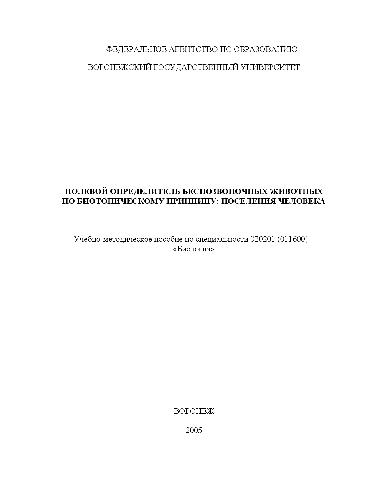 ФЕДЕРАЛЬНОЕ АГЕНТСТВО ПО ОБРАЗОВАНИЮ
ВОРОНЕЖСКИЙ ГОСУДАРСТВЕННЫЙ УНИВЕРСИТЕТ
ПОЛЕВОЙ ОПРЕДЕЛИТЕЛЬ БЕСПОЗВОНОЧНЫХ ЖИВОТНЫХ
ПО БИОТОПИЧЕСКОМУ ПРИНЦИПУ: ПОСЕЛЕНИЯ ЧЕЛОВЕКА
Учебно-методическое пособие по специальности 020201 (011600)
«Биология»
ВОРОНЕЖ
2005